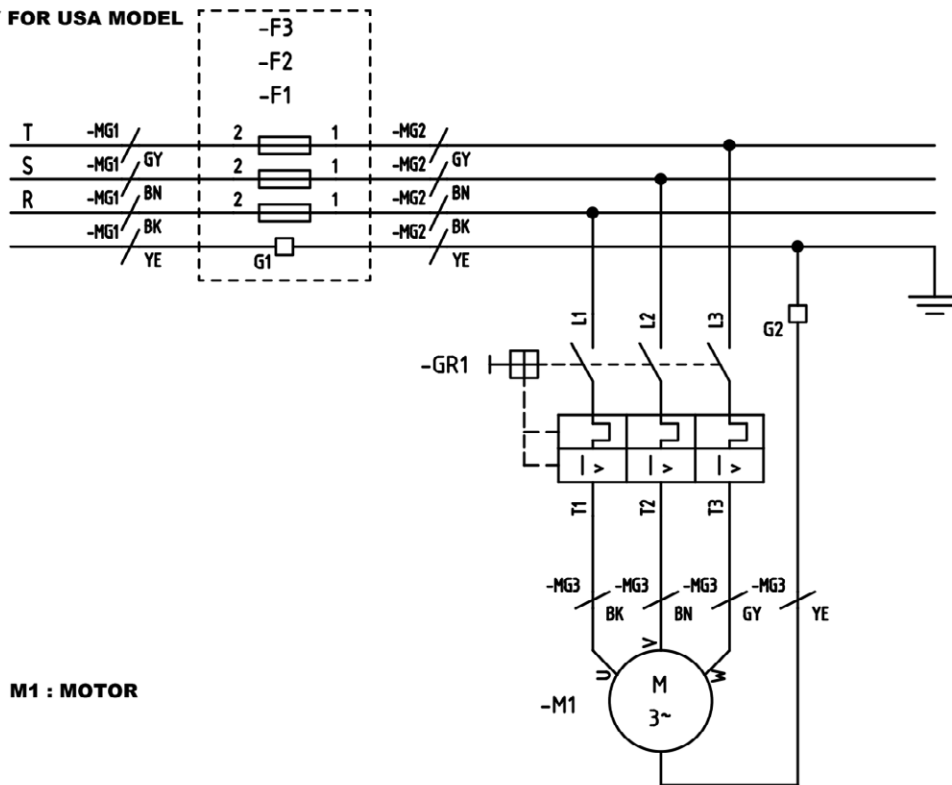 FOR USA MODEL
-F3
-F2
-F1
T -MG1 2 1 -MG2
GY GY
S -MG1 2 1 -MG2
BN BN
R -MG1 2 1 -MG2
BK BK
-MG1 -MG2
YE G1 YE
L1 L2 L3 G2
-GR1
I> I> I>
T1 T2 T3
-MG3 -MG3 -MG3 -MG3
BK BN GY YE
U V W
M1 : MOTOR
-M1
M
3~